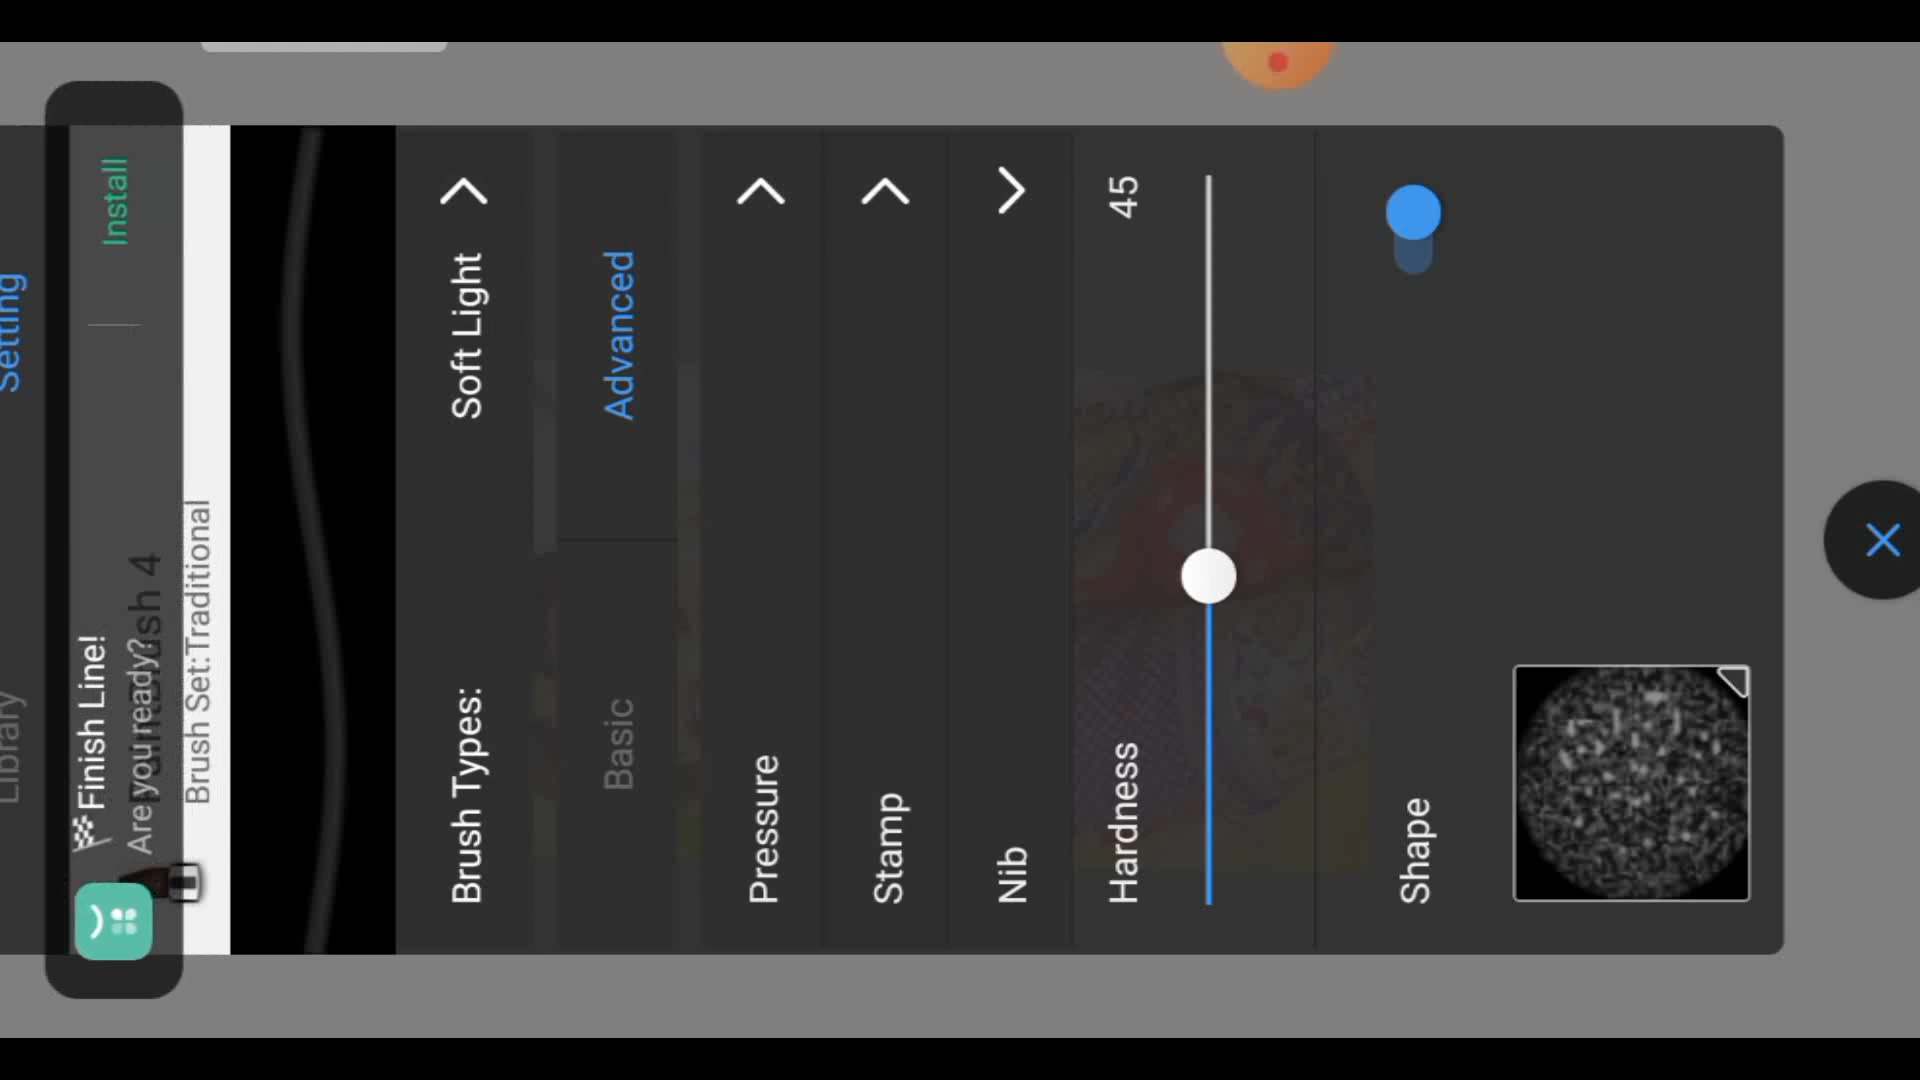 Library
Setting
Finish Line!
Install
Are you ready?
Brush Set:Traditional
Brush Types:
Soft Light
Basic
Advanced
Pressure
Stamp
Nib
Hardness
45
Shape